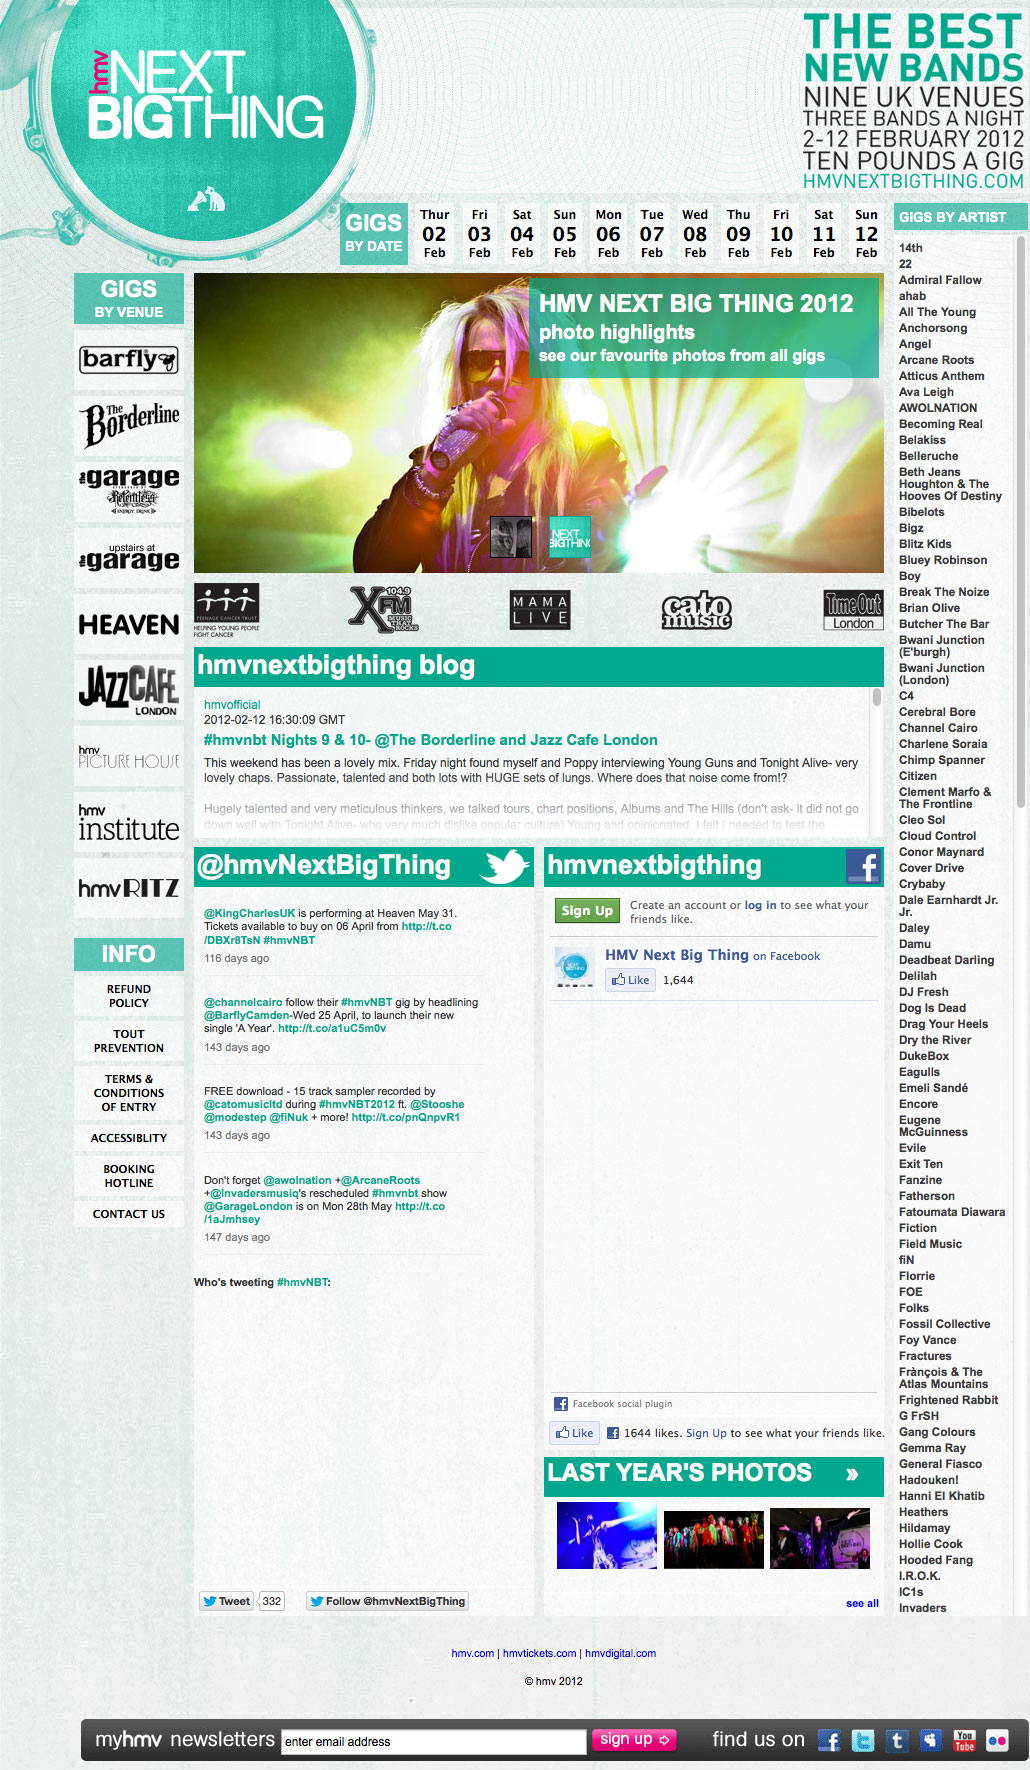 hmv NEXT
BIGTHING
THE BEST
NEW BANDS
NINE UK VENUES
THREE BANDS A NIGHT
2-12 FEBRUARY 2012
TEN POUNDS A GIG
HMVNEXTBIGTHING.COM
GIGS
BY DATE
Thur
02
Feb
Fri
03
Feb
Sat
04
Feb
Sun
05
Feb
Mon
06
Feb
Tue
07
Feb
Wed
08
Feb
Thu
09
Feb
Fri
10
Feb
Sat
11
Feb
Sun
12
Feb
GIGS
BY VENUE
barfly
The
Borderline
the garage
Relentless
ENERGY DRINK
upstairs at
the garage
HEAVEN
JAZZ CAFE
LONDON
hmv
PICTURE HOUSE
hmv
institute
hmv RITZ
INFO
REFUND
POLICY
TOUT
PREVENTION
TERMS &
CONDITIONS
OF ENTRY
ACCESSIBLITY
BOOKING
HOTLINE
CONTACT US
HMV NEXT BIG THING 2012
photo highlights
see our favourite photos from all gigs
NEXT
BIGTHING
TEENAGE CANCER TRUST
HELPING YOUNG PEOPLE
FIGHT CANCER
104.9
XFM
MUSIC
THAT
ROCKS
MAMA
LIVE
cato
music
TimeOut
London
hmvnextbigthing blog
hmvofficial
2012-02-12 16:30:09 GMT
#hmvnbt Nights 9 & 10- @The Borderline and Jazz Cafe London
This weekend has been a lovely mix. Friday night found myself and Poppy interviewing Young Guns and Tonight Alive- very
lovely chaps. Passionate, talented and both lots with HUGE sets of lungs. Where does that noise come from!?
Hugely talented and very meticulous thinkers, we talked tours, chart positions, Albums and The Hills (don't ask- it did not go
down well with Tonight Alive- who very much dislike popular culture) Young and opinionated, I felt I needed to test the
@hmvNextBigThing
@KingCharlesUK is performing at Heaven May 31.
Tickets available to buy on 06 April from http://t.co
/DBXr8TsN #hmvNBT
116 days ago
@channelcairo follow their #hmvNBT gig by headlining
@BarflyCamden-Wed 25 April, to launch their new
single 'A Year'. http://t.co/a1uC5m0v
143 days ago
FREE download - 15 track sampler recorded by
@catomusicltd during #hmvNBT2012 ft. @Stooshe
@modestep @fiNuk + more! http://t.co/pnQnpvR1
143 days ago
Don't forget @awolnation +@ArcaneRoots
+@Invadersmusiq's rescheduled #hmvnbt show
@GarageLondon is on Mon 28th May http://t.co
/1aJmhsey
147 days ago
Who's tweeting #hmvNBT:
Tweet 332 Follow @hmvNextBigThing
hmvnextbigthing f
Sign Up
Create an account or log in to see what your
friends like.
HMV Next Big Thing on Facebook
Like 1,644
Facebook social plugin
Like 1644 likes. Sign Up to see what your friends like.
LAST YEAR'S PHOTOS »
see all
GIGS BY ARTIST
14th
22
Admiral Fallow
ahab
All The Young
Anchorsong
Angel
Arcane Roots
Atticus Anthem
Ava Leigh
AWOLNATION
Becoming Real
Belakiss
Belleruche
Beth Jeans
Houghton & The
Hooves Of Destiny
Bibelots
Bigz
Blitz Kids
Bluey Robinson
Boy
Break The Noize
Brian Olive
Butcher The Bar
Bwani Junction
(E'burgh)
Bwani Junction
(London)
C4
Cerebral Bore
Channel Cairo
Charlene Soraia
Chimp Spanner
Citizen
Clement Marfo &
The Frontline
Cleo Sol
Cloud Control
Conor Maynard
Cover Drive
Crybaby
Dale Earnhardt Jr.
Jr.
Daley
Damu
Deadbeat Darling
Delilah
DJ Fresh
Dog Is Dead
Drag Your Heels
Dry the River
DukeBox
Eagulls
Emeli Sandé
Encore
Eugene
McGuinness
Evile
Exit Ten
Fanzine
Fatherson
Fatoumata Diawara
Fiction
Field Music
fiN
Florrie
FOE
Folks
Fossil Collective
Foy Vance
Fractures
Frànçois & The
Atlas Mountains
Frightened Rabbit
G FrSH
Gang Colours
Gemma Ray
General Fiasco
Hadouken!
Hanni El Khatib
Heathers
Hildamay
Hollie Cook
Hooded Fang
I.R.O.K.
IC1s
Invaders
hmv.com | hmvtickets.com | hmvdigital.com
© hmv 2012
myhmv newsletters enter email address sign up find us on f t t You Tube